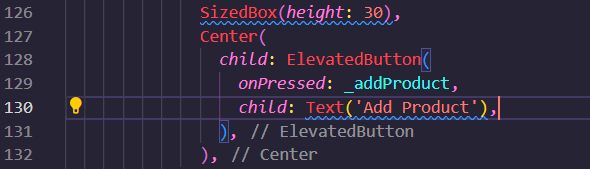 126 SizedBox(height: 30),
127 Center(
128 child: ElevatedButton(
129 onPressed: _addProduct,
130 child: Text('Add Product'),
131 ), // ElevatedButton
132 ), // Center